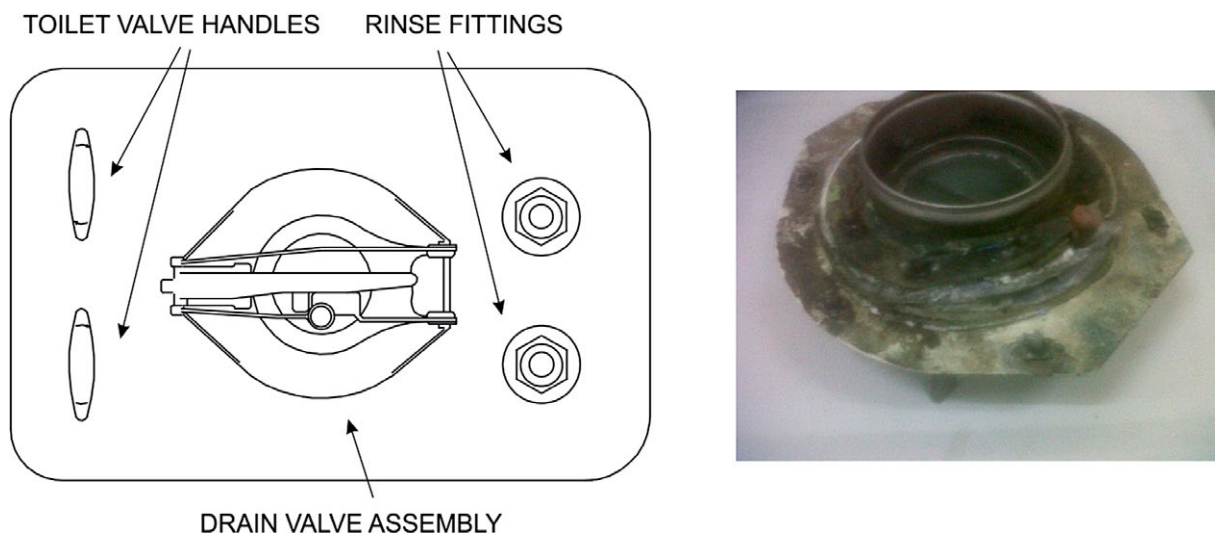 TOILET VALVE HANDLES
RINSE FITTINGS
DRAIN VALVE ASSEMBLY